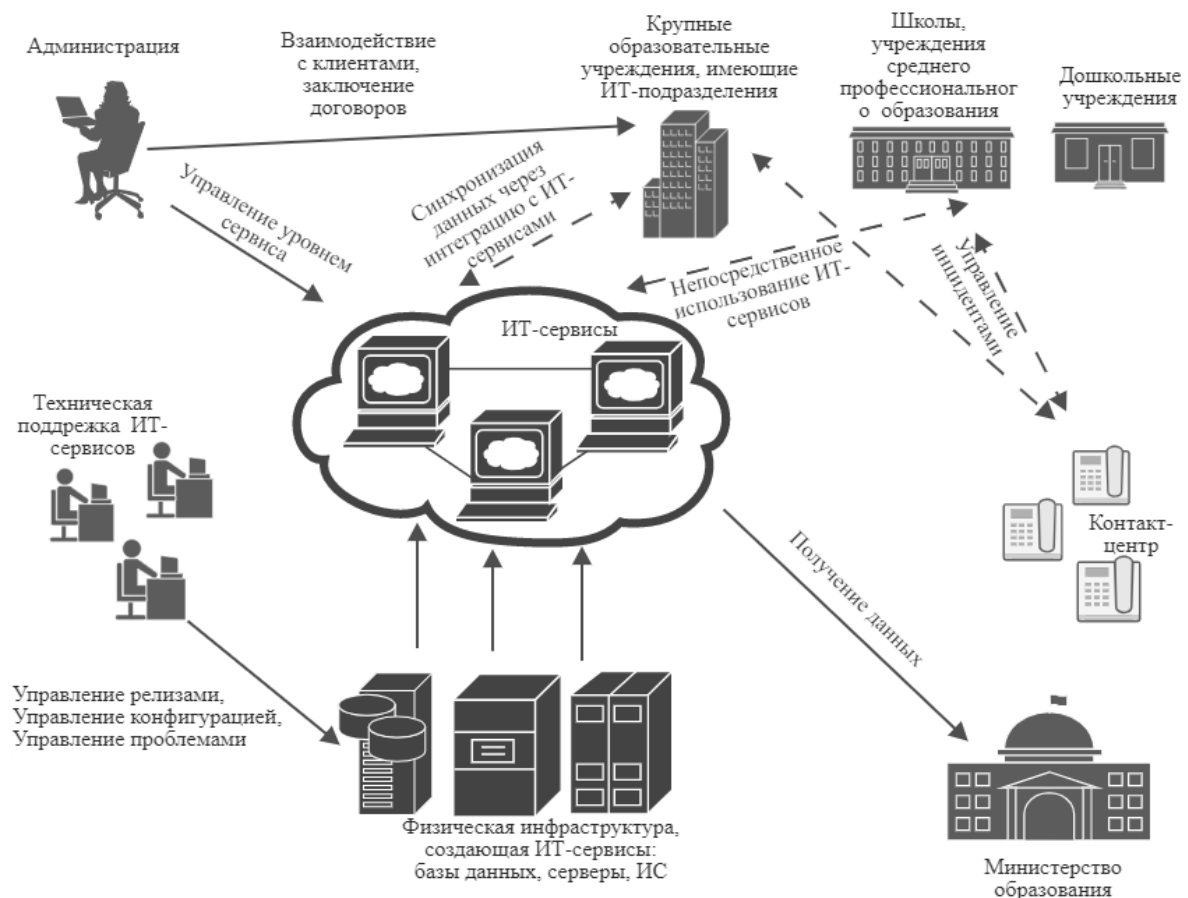 Администрация
Взаимодействие
с клиентами,
заключение
договоров
Крупные
образовательные
учреждения, имеющие
ИТ-подразделения
Школы,
учреждения
среднего
профессиональног
о образования
Дошкольные
учреждения
Управление уровнем
сервиса
Синхронизация
данных через
интеграцию с ИТ-
сервисами
Непосредственное
использование ИТ-
сервисов
Управление
инцидентами
ИТ-сервисы
Техническая
поддрежка ИТ-
сервисов
Контакт-
центр
Получение данных
Управление релизами,
Управление конфигурацией,
Управление проблемами
Физическая инфраструктура,
создающая ИТ-сервисы:
базы данных, серверы, ИС
Министерство
образования